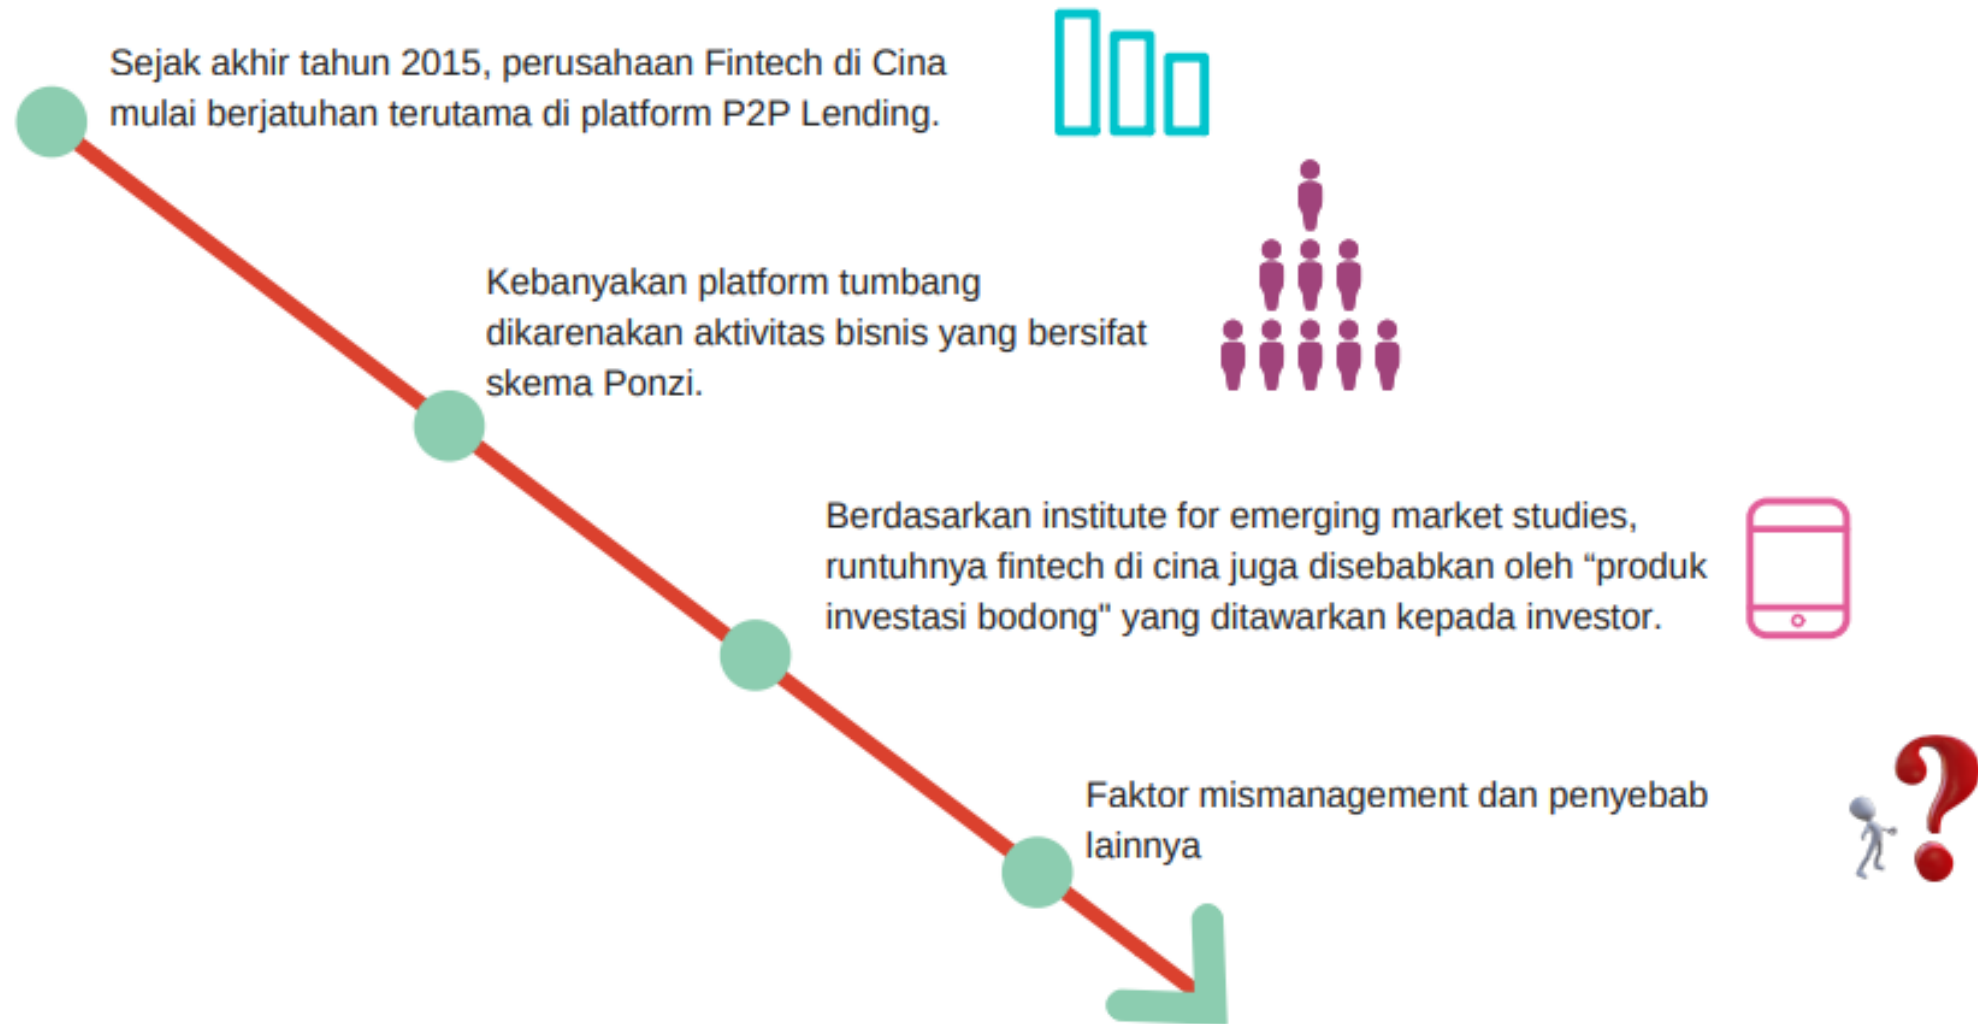 Sejak akhir tahun 2015, perusahaan Fintech di Cina
mulai berjatuhan terutama di platform P2P Lending.
Kebanyakan platform tumbang
dikarenakan aktivitas bisnis yang bersifat
skema Ponzi.
Berdasarkan institute for emerging market studies,
runtuhnya fintech di cina juga disebabkan oleh “produk
investasi bodong" yang ditawarkan kepada investor.
Faktor mismanagement dan penyebab
lainnya